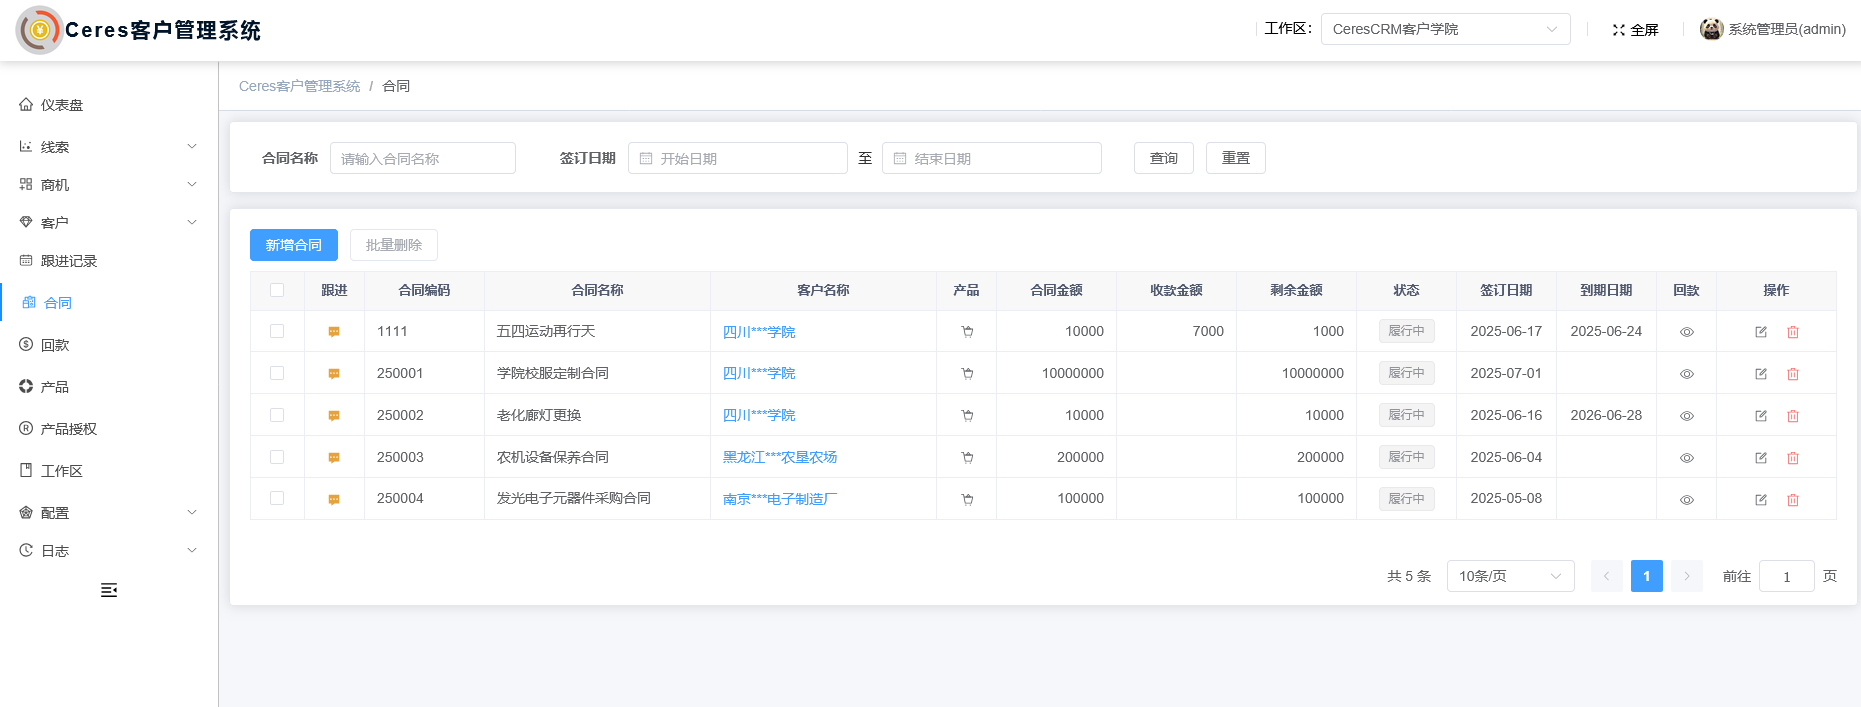 Ceres客户管理系统
工作区: CeresCRM客户学院 全屏 系统管理员(admin)
仪表盘
线索
商机
客户
跟进记录
合同
回款
产品
产品授权
工作区
配置
日志
Ceres客户管理系统 / 合同
合同名称 请输入合同名称 签订日期 开始日期 至 结束日期 查询 重置
新增合同 批量删除
跟进 合同编码 合同名称 客户名称 产品 合同金额 收款金额 剩余金额 状态 签订日期 到期日期 回款 操作
1111 五四运动再行天 四川***学院 10000 7000 1000 履行中 2025-06-17 2025-06-24
250001 学院校服定制合同 四川***学院 10000000 10000000 履行中 2025-07-01
250002 老化廊灯更换 四川***学院 10000 10000 履行中 2025-06-16 2026-06-28
250003 农机设备保养合同 黑龙江***农垦农场 200000 200000 履行中 2025-06-04
250004 发光电子元器件采购合同 南京***电子制造厂 100000 100000 履行中 2025-05-08
共 5 条 10条/页 1 前往 1 页